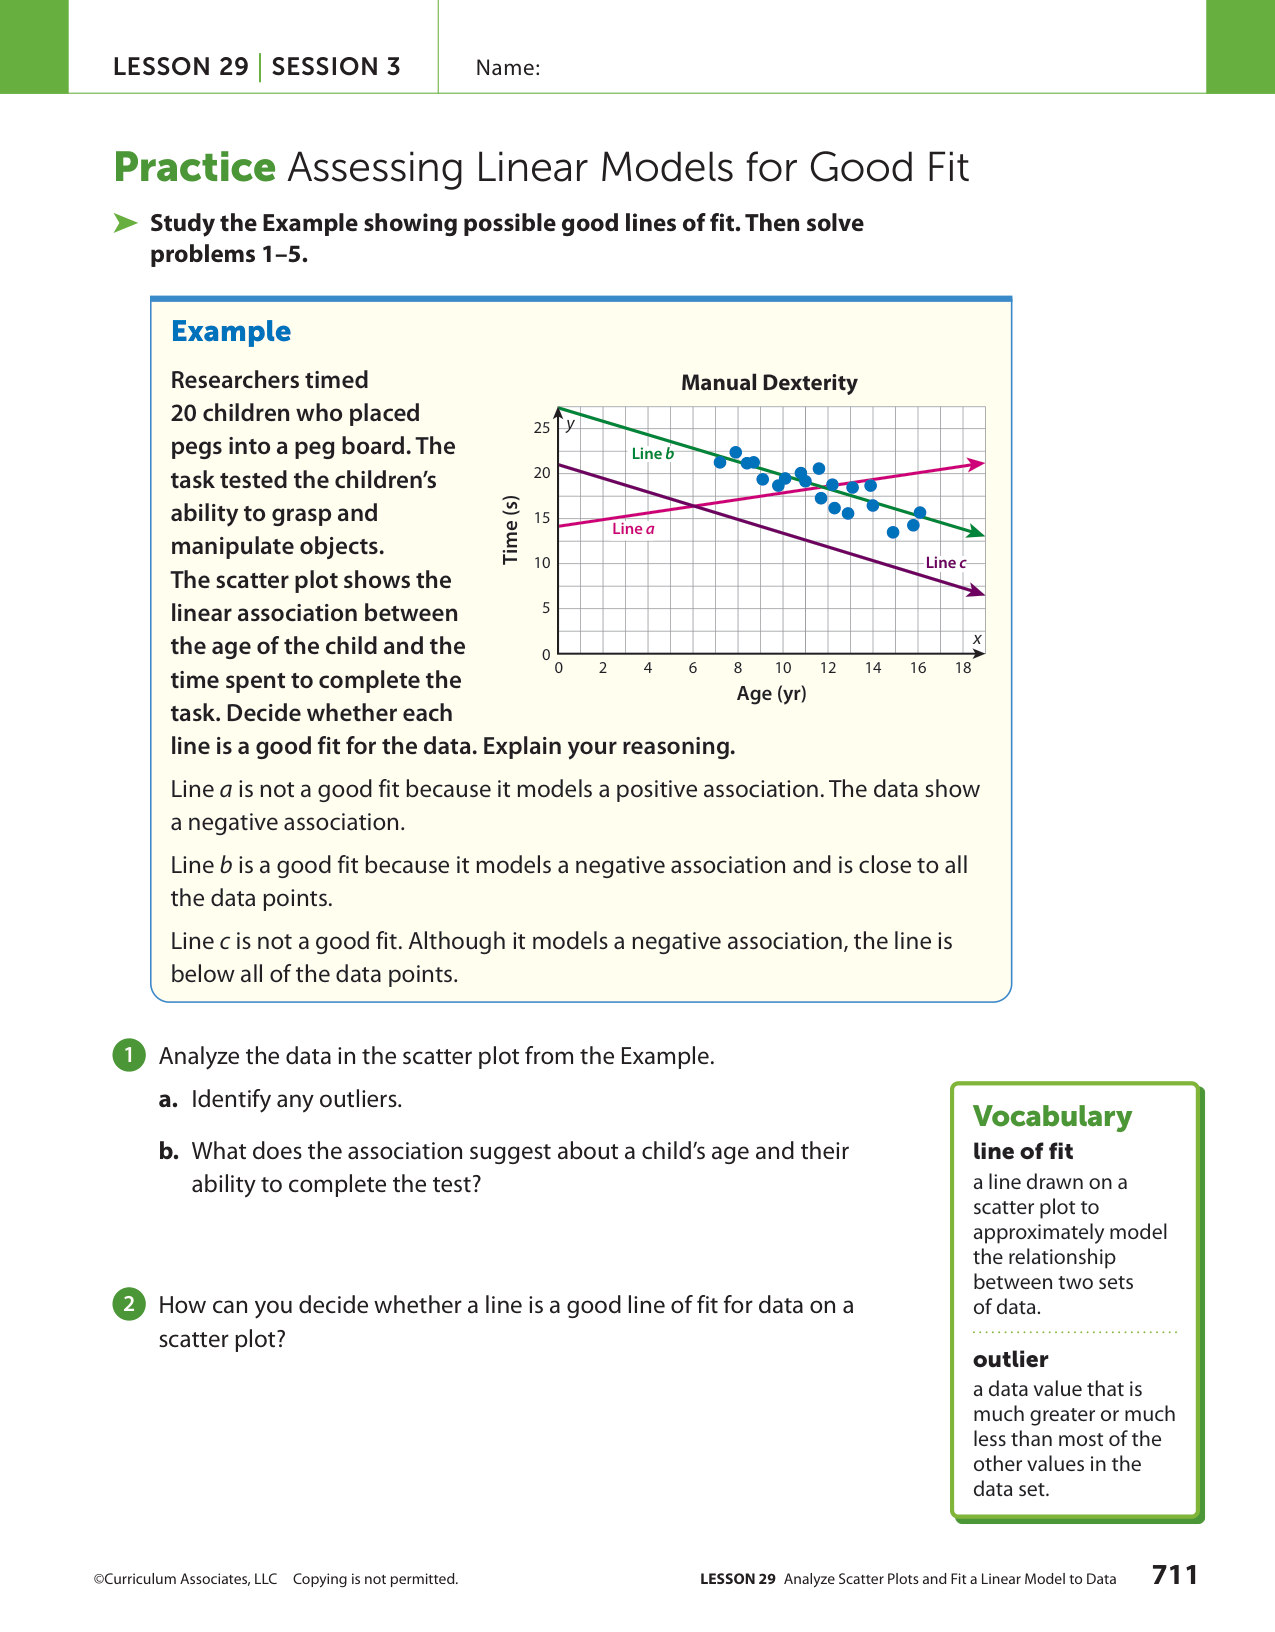 LESSON 29 | SESSION 3
Name:
Practice Assessing Linear Models for Good Fit
Study the Example showing possible good lines of fit. Then solve
problems 1–5.
Example
Researchers timed
20 children who placed
pegs into a peg board. The
task tested the children’s
ability to grasp and
manipulate objects.
The scatter plot shows the
linear association between
the age of the child and the
time spent to complete the
task. Decide whether each
line is a good fit for the data. Explain your reasoning.
Manual Dexterity
Time (s)
25
20
15
10
5
0
y
Line b
Line a
Line c
x
0 2 4 6 8 10 12 14 16 18
Age (yr)
Line a is not a good fit because it models a positive association. The data show
a negative association.
Line b is a good fit because it models a negative association and is close to all
the data points.
Line c is not a good fit. Although it models a negative association, the line is
below all of the data points.
1 Analyze the data in the scatter plot from the Example.
a. Identify any outliers.
b. What does the association suggest about a child’s age and their
ability to complete the test?
2 How can you decide whether a line is a good line of fit for data on a
scatter plot?
Vocabulary
line of fit
a line drawn on a
scatter plot to
approximately model
the relationship
between two sets
of data.
outlier
a data value that is
much greater or much
less than most of the
other values in the
data set.
©Curriculum Associates, LLC Copying is not permitted.
LESSON 29 Analyze Scatter Plots and Fit a Linear Model to Data 711